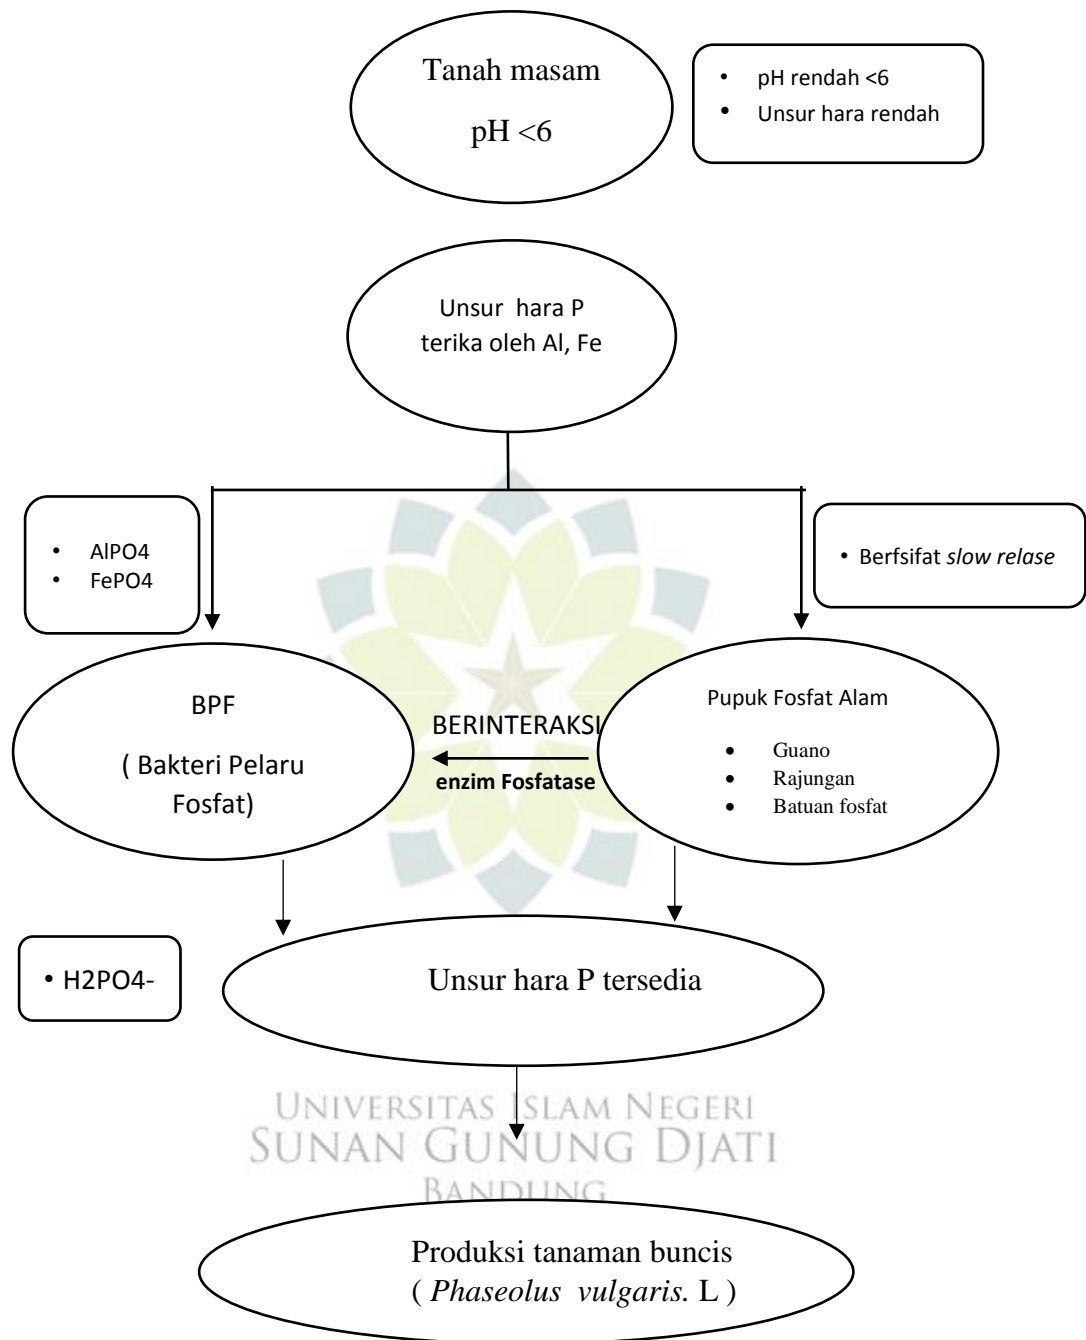 Tanah masam
pH <6
• pH rendah <6
• Unsur hara rendah
Unsur hara P
terika oleh Al, Fe
• AlPO4
• FePO4
• Berfsifat slow relase
BPF
( Bakteri Pelaru
Fosfat)
BERINTERAKSI
enzim Fosfatase
Pupuk Fosfat Alam
• Guano
• Rajungan
• Batuan fosfat
• H2PO4-
Unsur hara P tersedia
UNIVERSITAS ISLAM NEGERI
SUNAN GUNUNG DJATI
BANDUNG
Produksi tanaman buncis
( Phaseolus vulgaris. L )